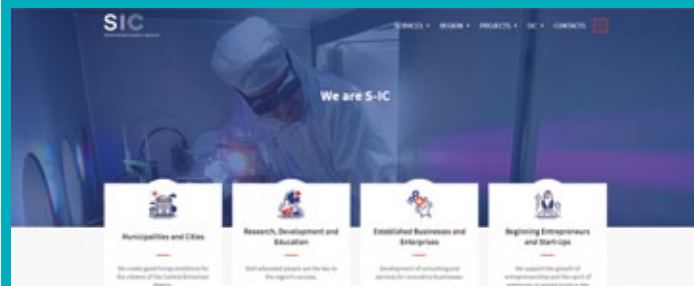 SIC
SERVICES REGION PROJECTS SIC CONTACTS
We are S-IC
Municipalities and Cities
Research, Development and
Education
Established Businesses and
Enterprises
Beginning Entrepreneurs
and Start-Ups
We create good living conditions for
the citizens of the Central Bohemian
Region.
Well-educated people are the key to
the region's success.
Development of consulting and
services for innovative businesses
We support the growth of
entrepreneurship and the spirit of